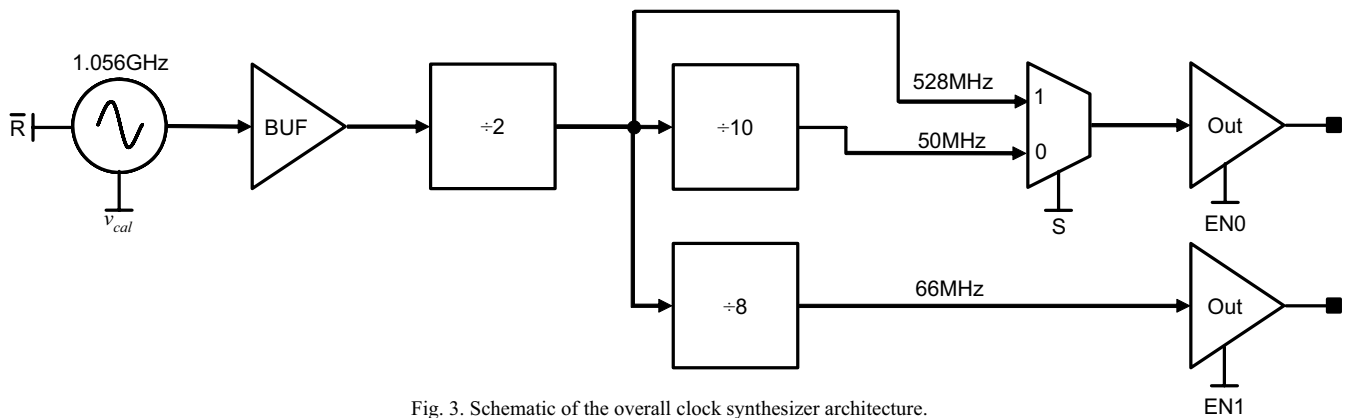 1.056GHz
R̅
BUF
÷2
÷10
528MHz
50MHz
1
0
S
Out
EN0
v_cal
÷8
66MHz
Out
EN1
Fig. 3. Schematic of the overall clock synthesizer architecture.